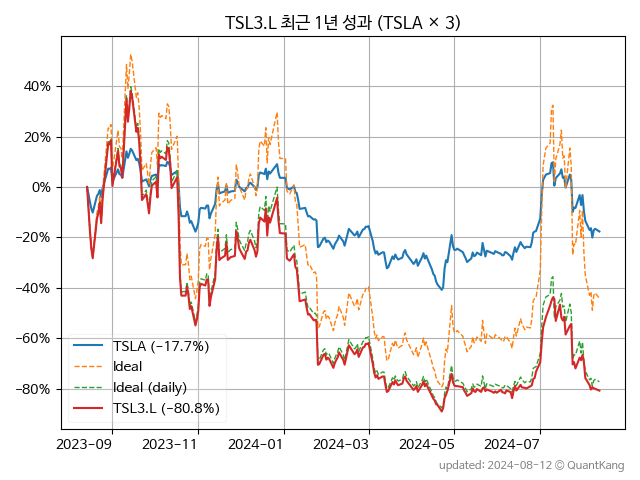 TSL3.L 최근 1년 성과 (TSLA × 3)
40%
20%
0%
−20%
−40%
−60%
−80%
TSLA (−17.7%)
Ideal
Ideal (daily)
TSL3.L (−80.8%)
2023-09
2023-11
2024-01
2024-03
2024-05
2024-07
updated: 2024-08-12 © QuantKang